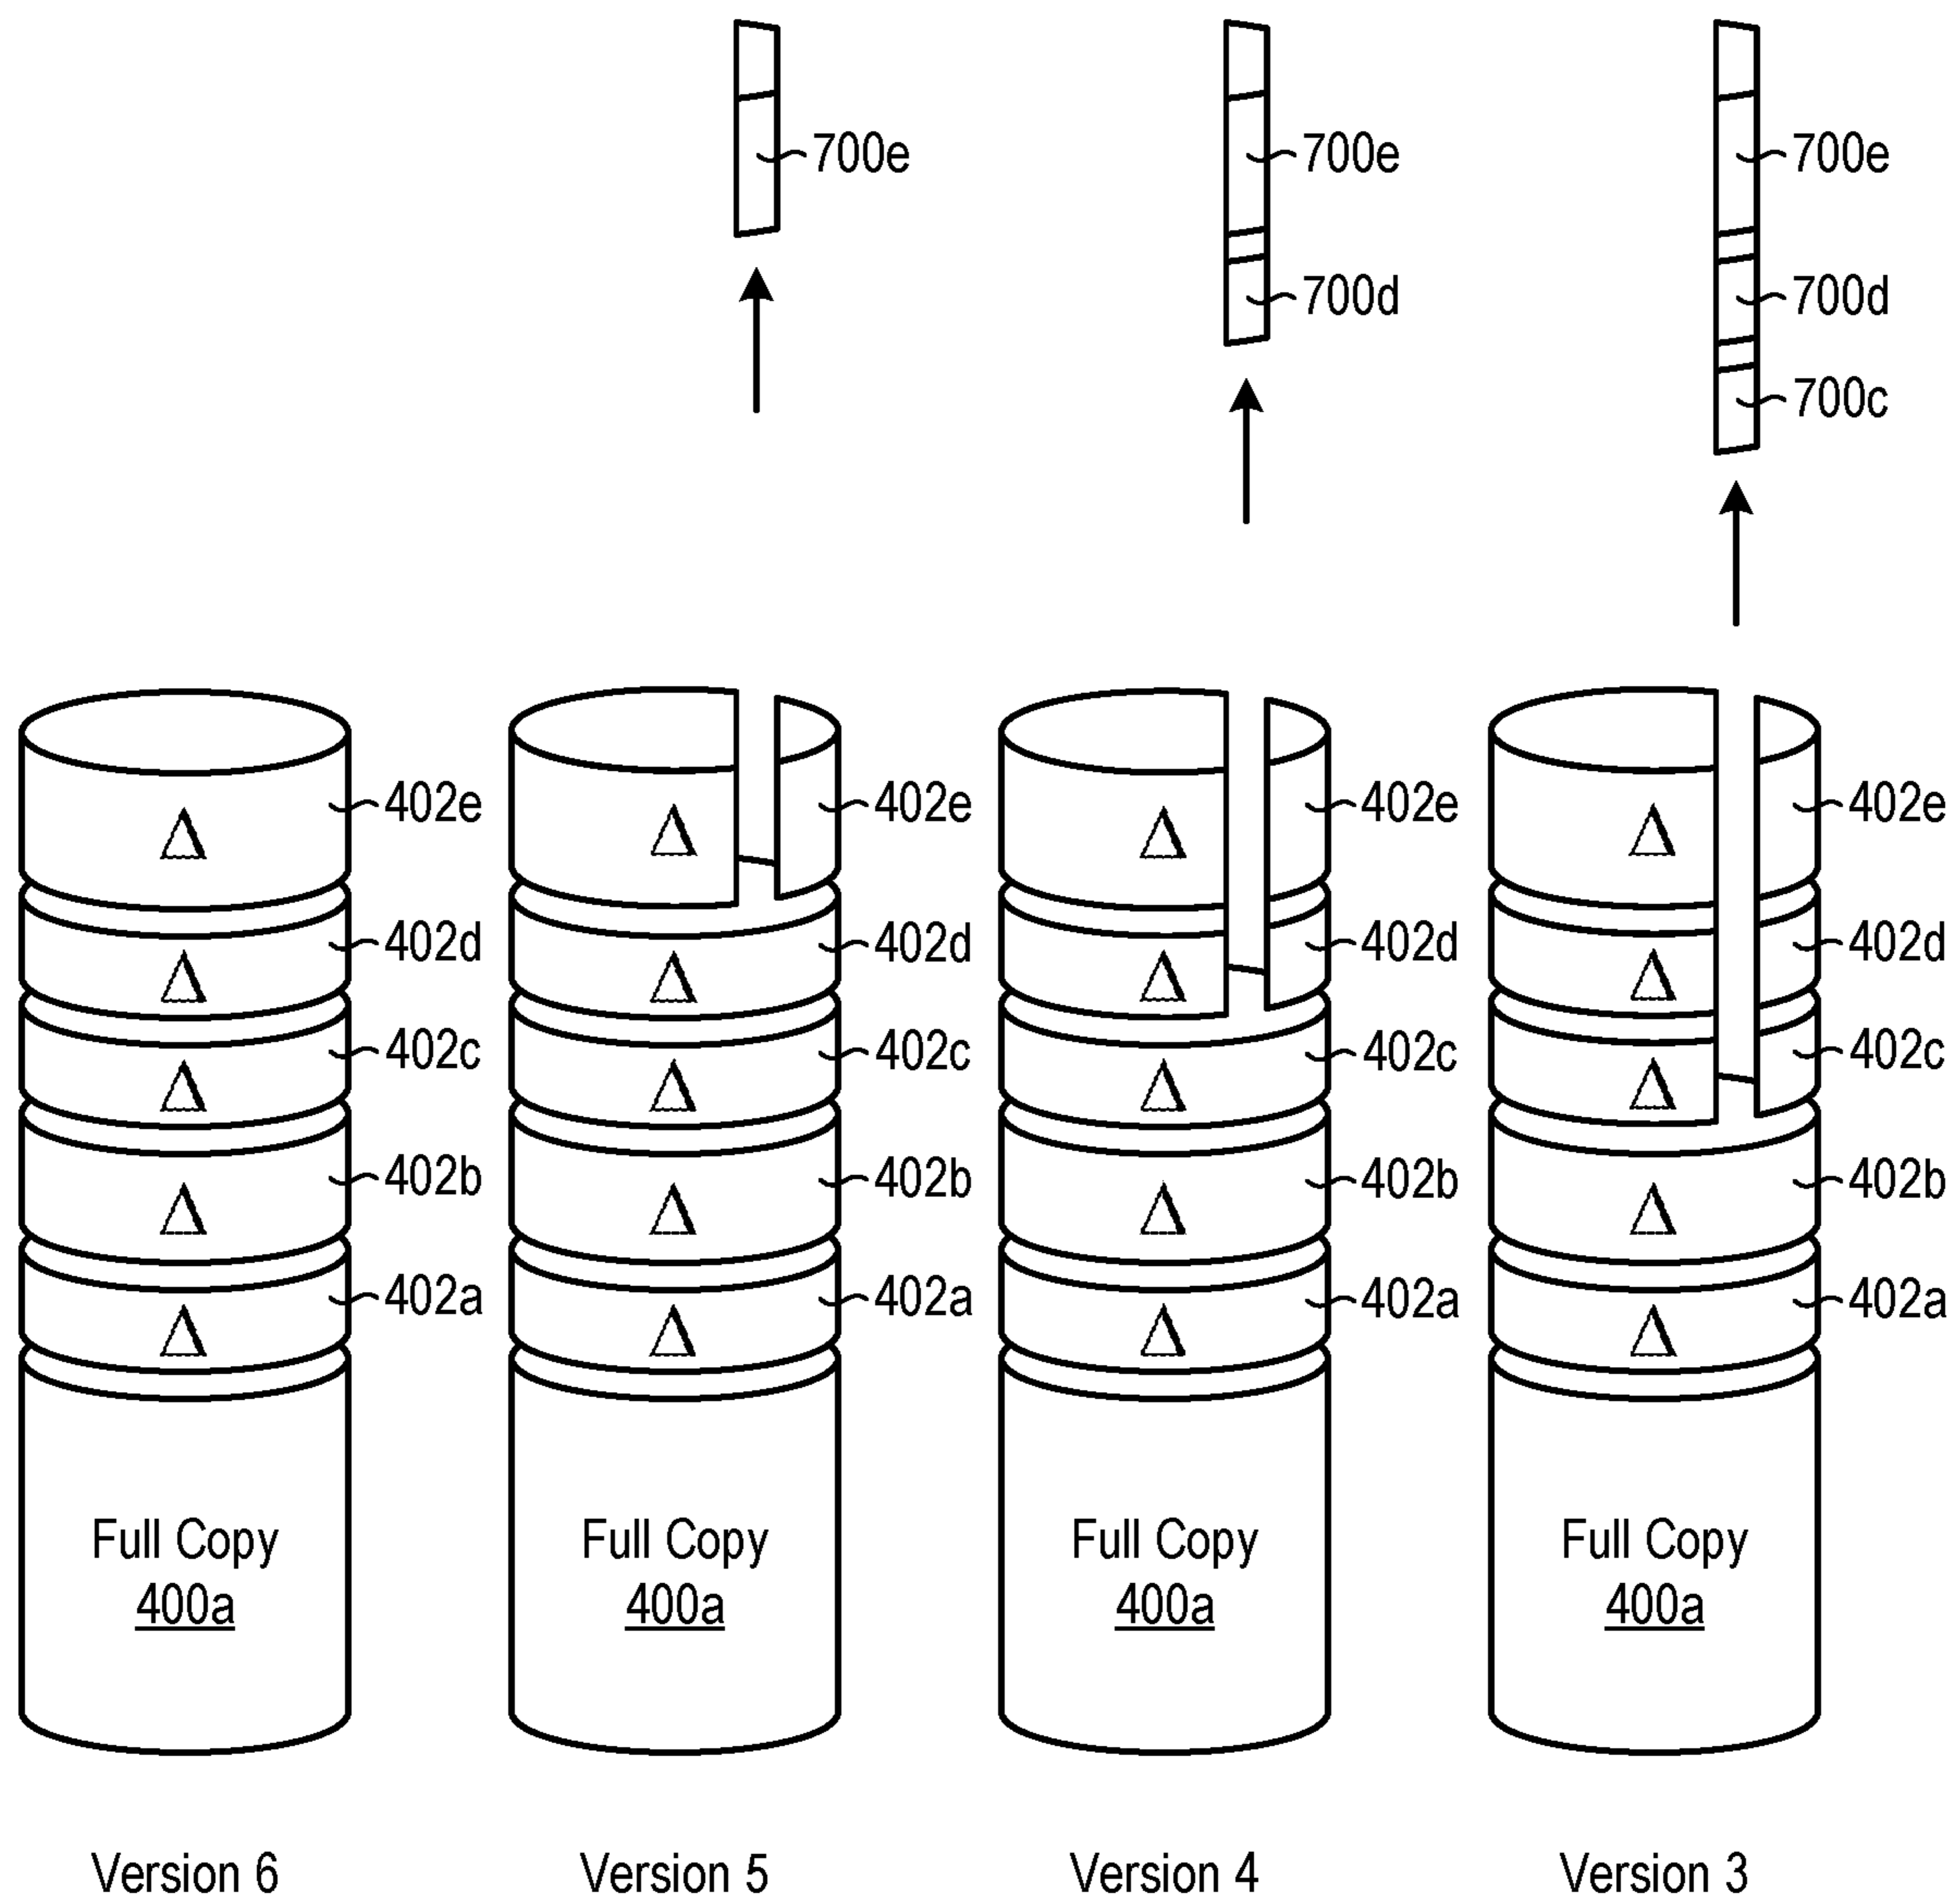 700e
700e
700e
700d
700d
700c
402e
402e
402e
402e
Δ
Δ
Δ
Δ
402d
402d
402d
402d
Δ
Δ
Δ
Δ
402c
402c
402c
402c
Δ
Δ
Δ
Δ
402b
402b
402b
402b
Δ
Δ
Δ
Δ
402a
402a
402a
402a
Δ
Δ
Δ
Δ
Full Copy
400a
Full Copy
400a
Full Copy
400a
Full Copy
400a
Version 6
Version 5
Version 4
Version 3